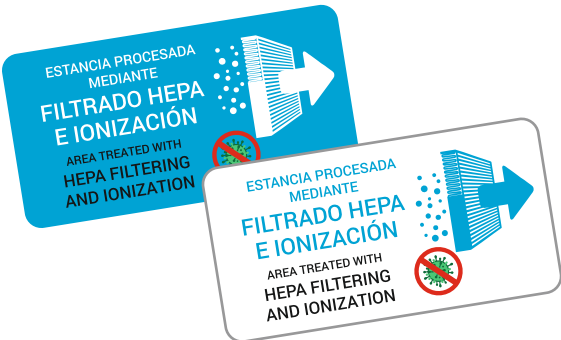 ESTANCIA PROCESADA
MEDIANTE
FILTRADO HEPA
E IONIZACIÓN
AREA TREATED WITH
HEPA FILTERING
AND IONIZATION
ESTANCIA PROCESADA
MEDIANTE
FILTRADO HEPA
E IONIZACIÓN
AREA TREATED WITH
HEPA FILTERING
AND IONIZATION